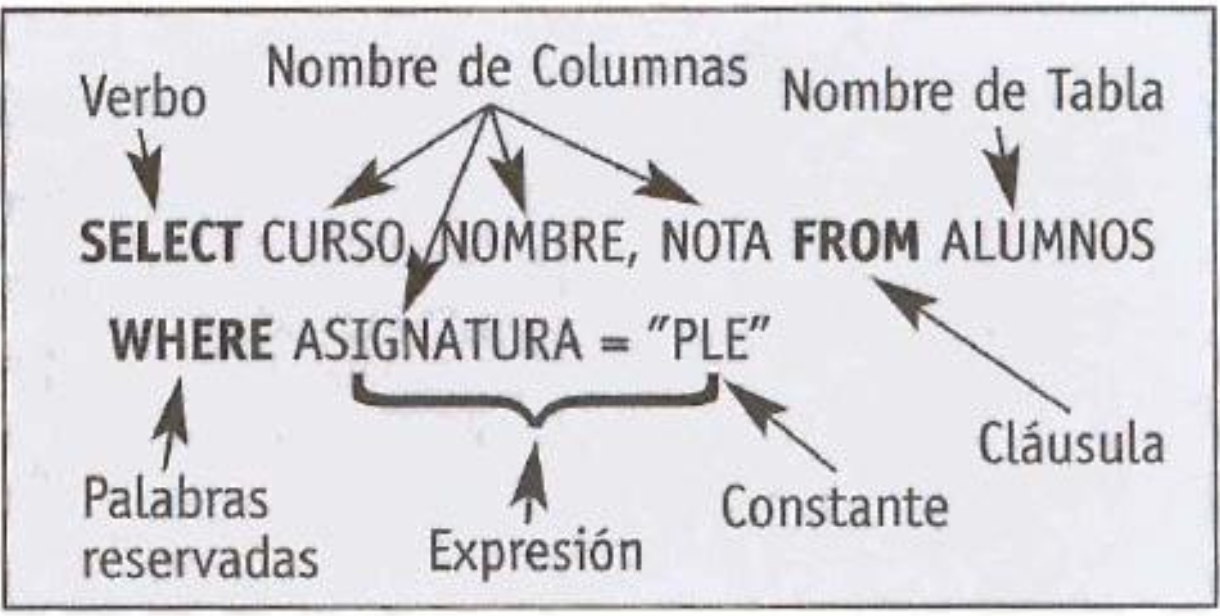 Verbo
Nombre de Columnas
Nombre de Tabla
SELECT CURSO, NOMBRE, NOTA FROM ALUMNOS
WHERE ASIGNATURA = "PLE"
Palabras
reservadas
Expresión
Constante
Cláusula